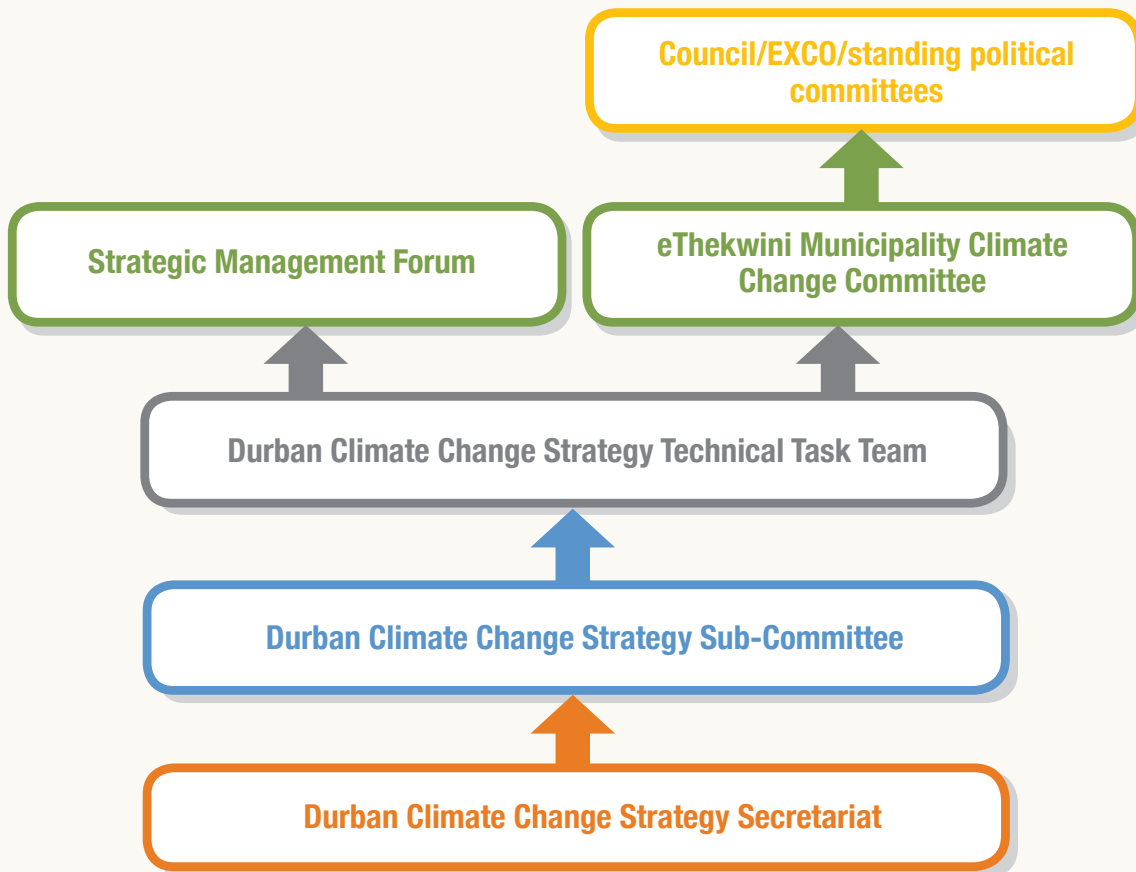 Council/EXCO/standing political
committees
Strategic Management Forum
eThekwini Municipality Climate
Change Committee
Durban Climate Change Strategy Technical Task Team
Durban Climate Change Strategy Sub-Committee
Durban Climate Change Strategy Secretariat